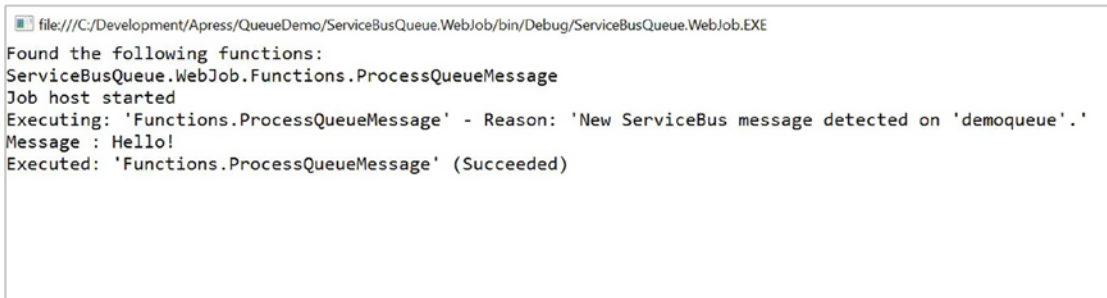 file:///C:/Development/Apress/QueueDemo/ServiceBusQueue.WebJob/bin/Debug/ServiceBusQueue.WebJob.EXE
Found the following functions:
ServiceBusQueue.WebJob.Functions.ProcessQueueMessage
Job host started
Executing: 'Functions.ProcessQueueMessage' - Reason: 'New ServiceBus message detected on 'demoqueue'.'
Message : Hello!
Executed: 'Functions.ProcessQueueMessage' (Succeeded)